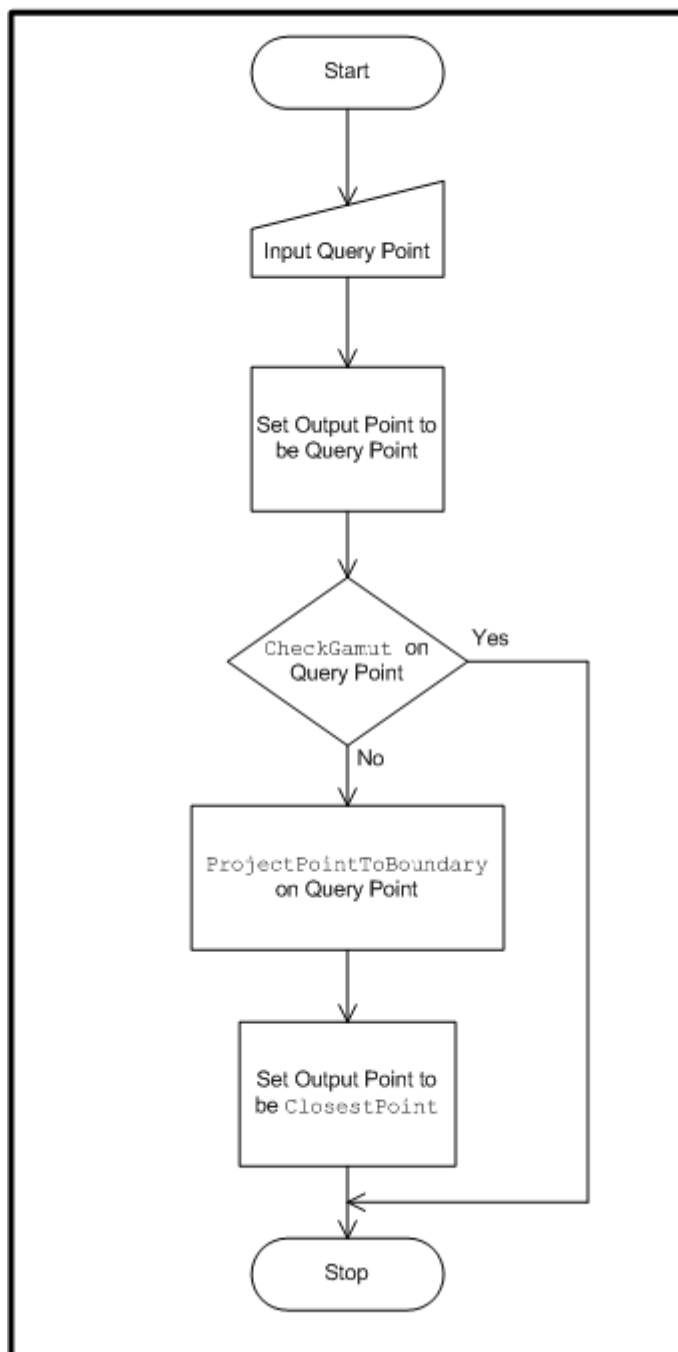 Start
Input Query Point
Set Output Point to
be Query Point
CheckGamut on
Query Point
Yes
No
ProjectPointToBoundary
on Query Point
Set Output Point to
be ClosestPoint
Stop